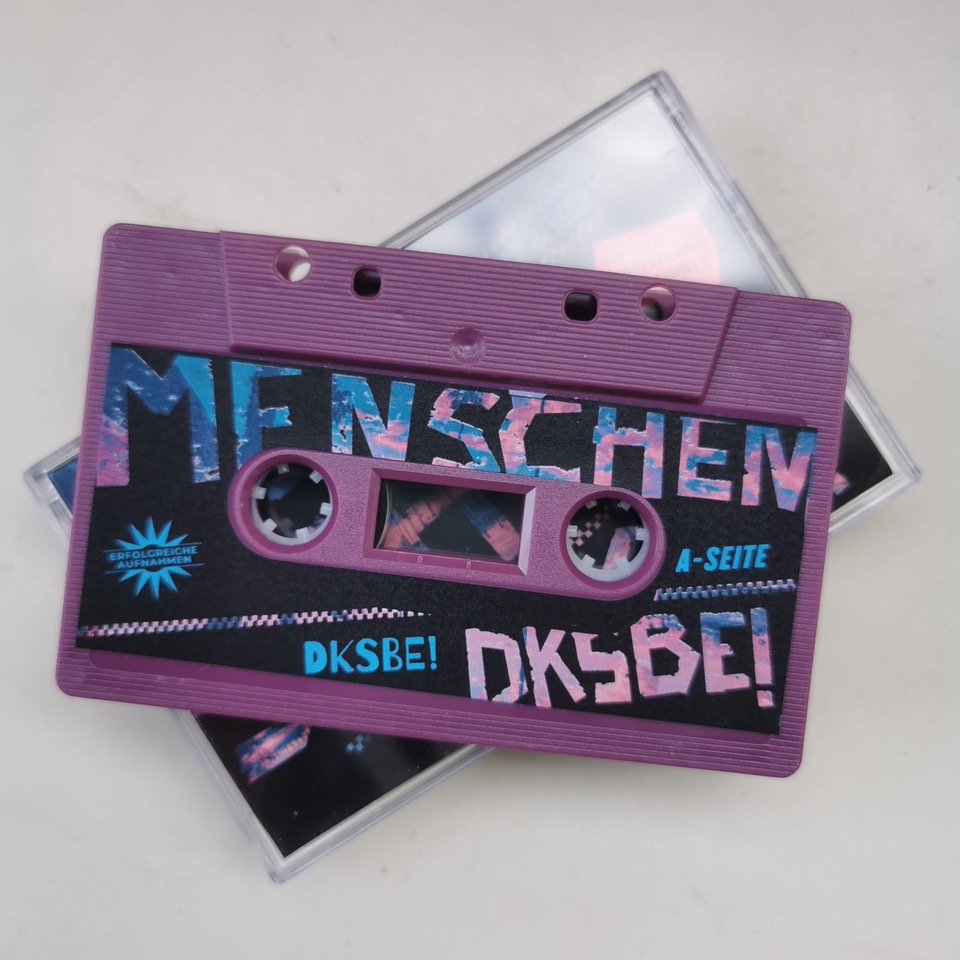 MENSCHEN
ERFOLGREICHE
AUFNAHMEN
A-SEITE
DKSBE!
DKSBE!